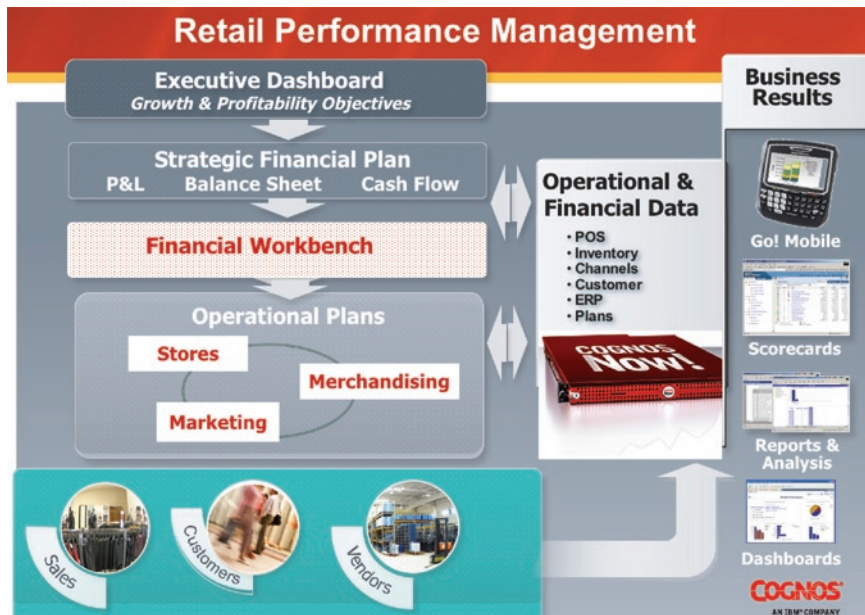 Retail Performance Management
Executive Dashboard
Growth & Profitability Objectives
Strategic Financial Plan
P&L Balance Sheet Cash Flow
Financial Workbench
Operational Plans
Stores
Merchandising
Marketing
Sales
Customers
Vendors
Operational &
Financial Data
• POS
• Inventory
• Channels
• Customer
• ERP
• Plans
COGNOS
Now!
Business
Results
Go! Mobile
Scorecards
Reports &
Analysis
Dashboards
COGNOS®
AN IBM® COMPANY